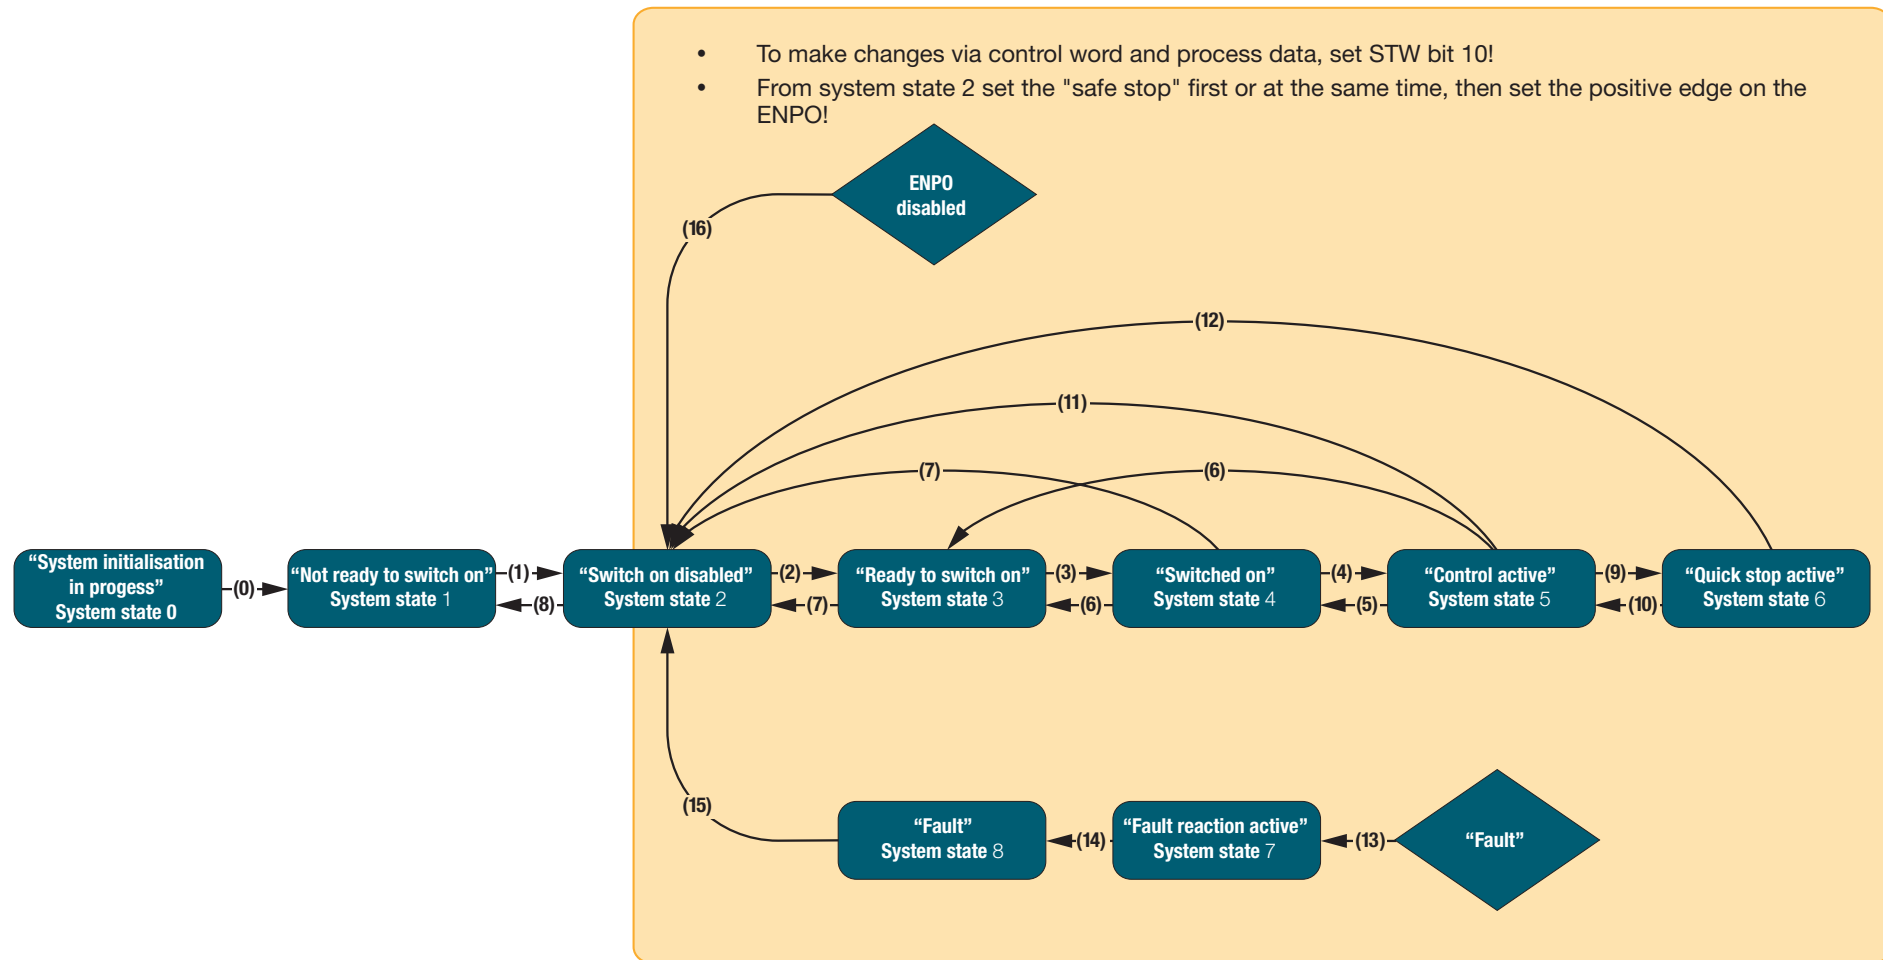 • To make changes via control word and process data, set STW bit 10!
• From system state 2 set the "safe stop" first or at the same time, then set the positive edge on the
ENPO!
ENPO
disabled
(16)
(12)
(11)
(7)
(6)
“System initialisation
in progess”
System state 0
(0)
“Not ready to switch on”
System state 1
(1)
(8)
“Switch on disabled”
System state 2
(2)
(7)
“Ready to switch on”
System state 3
(3)
(6)
“Switched on”
System state 4
(4)
(5)
“Control active”
System state 5
(9)
(10)
“Quick stop active”
System state 6
(15)
“Fault”
System state 8
(14)
“Fault reaction active”
System state 7
(13)
“Fault”